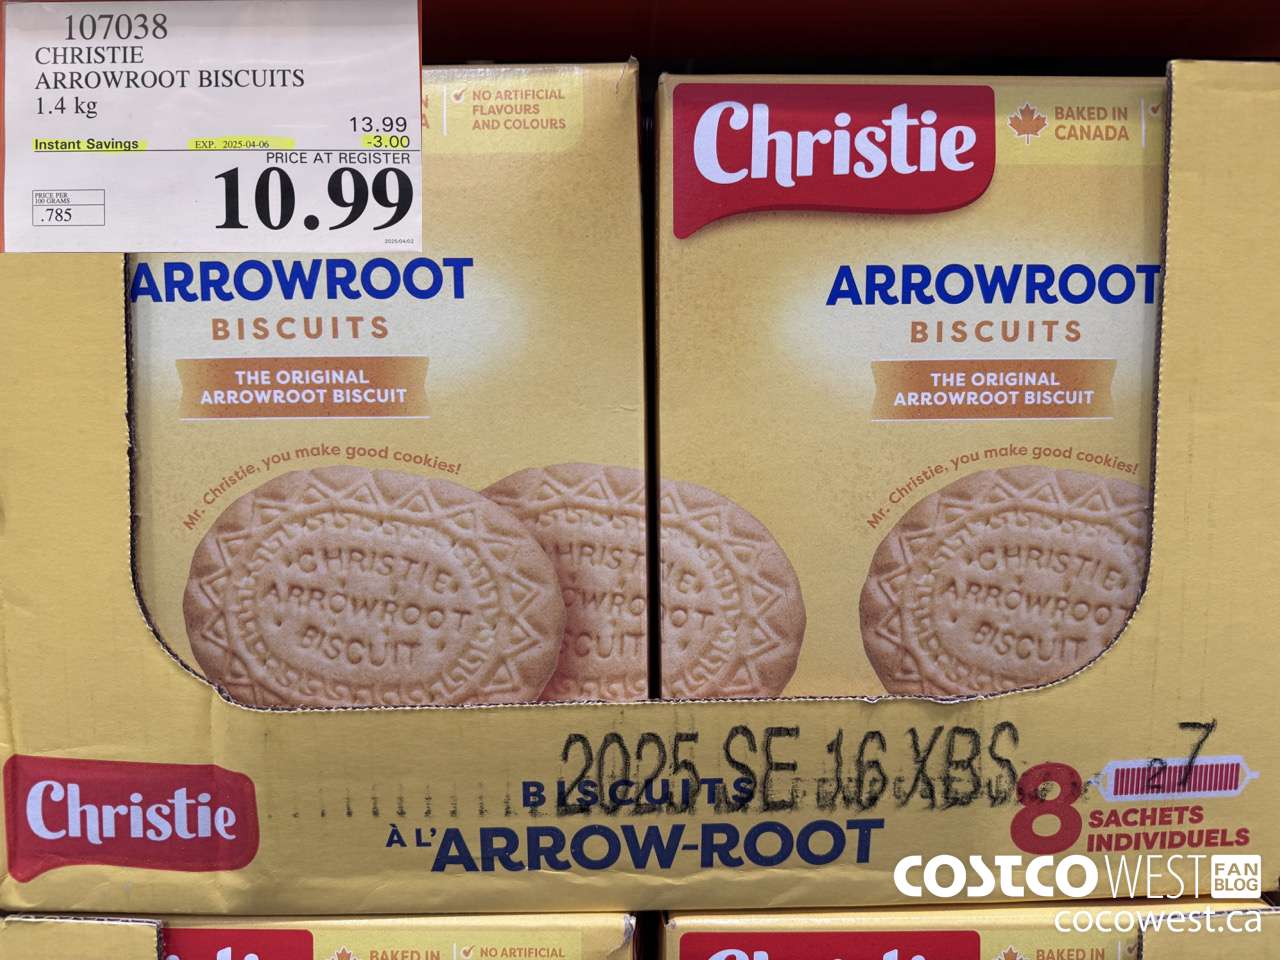 107038
CHRISTIE
ARROWROOT BISCUITS
1.4 kg
13.99
Instant Savings EXP. 2025-04-06 -3.00
PRICE AT REGISTER
10.99
PRICE PER
100 GRAMS
.785
2025/04/02
NO ARTIFICIAL
FLAVOURS
AND COLOURS
ARROWROOT
BISCUITS
THE ORIGINAL
ARROWROOT BISCUIT
Mr. Christie, you make good cookies!
CHRISTIE
ARROWROOT
BISCUIT
Christie
BAKED IN
CANADA
ARROWROOT
BISCUITS
THE ORIGINAL
ARROWROOT BISCUIT
Mr. Christie, you make good cookies!
CHRISTIE
ARROWROOT
BISCUIT
2025 SE 16 XBS 27
Christie
BISCUITS
À L'ARROW-ROOT
8 SACHETS
INDIVIDUELS
COSTCO WEST FAN BLOG
cocowest.ca
BAKED IN
NO ARTIFICIAL
Christie
BAKED IN